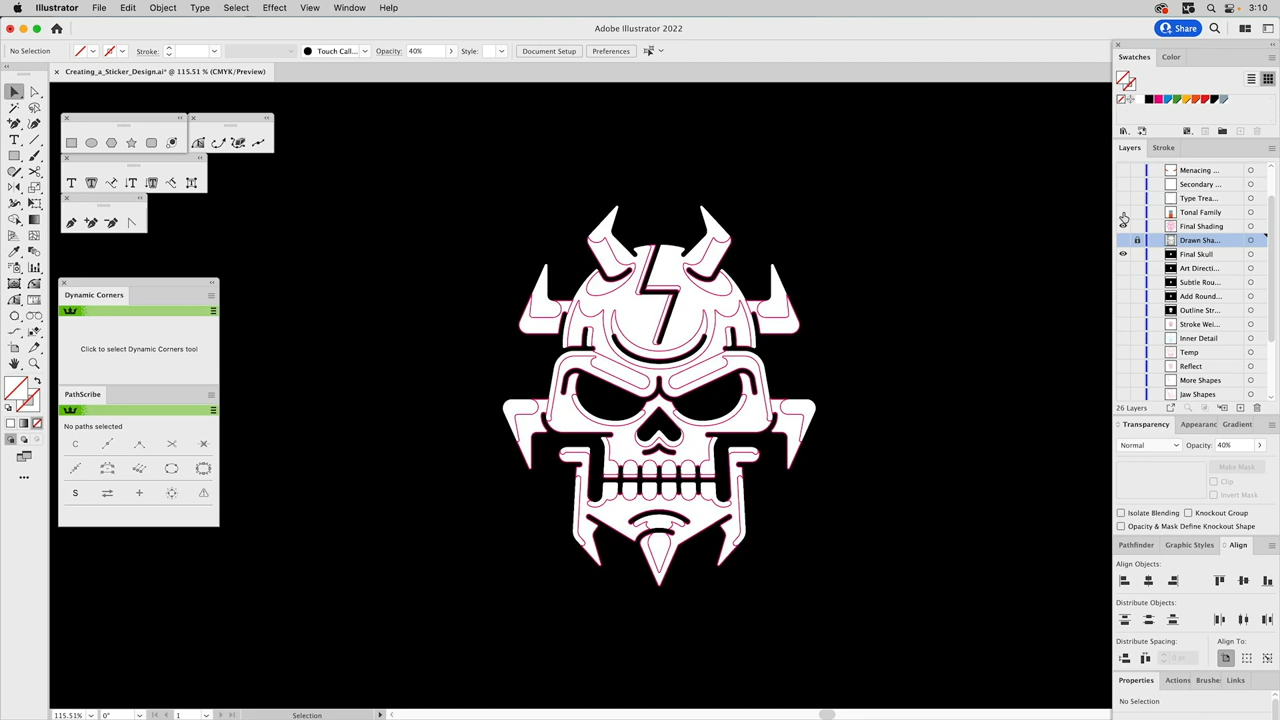 Illustrator File Edit Object Type Select Effect View Window Help 3:10
Adobe Illustrator 2022
Share
No Selection Stroke: Touch Call... Opacity: 40% Style: Document Setup Preferences
Creating_a_Sticker_Design.ai* @ 115.51 % (CMYK/Preview)
Swatches Color
Layers Stroke
Menacing ...
Secondary ...
Type Trea...
Tonal Family
Final Shading
Drawn Sha...
Final Skull
Art Directi...
Subtle Rou...
Add Round...
Outline Str...
Stroke Wei...
Inner Detail
Temp
Reflect
More Shapes
Jaw Shapes
26 Layers
Dynamic Corners
Click to select Dynamic Corners tool
PathScribe
No paths selected
Transparency Appearanc Gradient
Normal Opacity: 40%
Make Mask
Clip
Invert Mask
Isolate Blending Knockout Group
Opacity & Mask Define Knockout Shape
Pathfinder Graphic Styles Align
Align Objects:
Distribute Objects:
Distribute Spacing: Align To:
0 pt
Properties Actions Brushe Links
No Selection
115.51% 0° 1 Selection